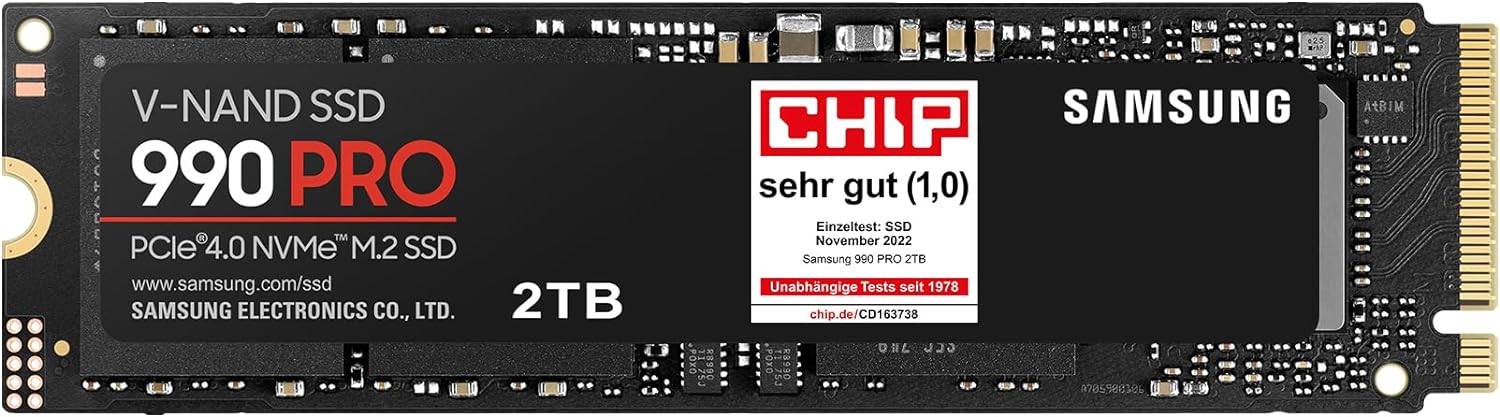 V-NAND SSD
990 PRO
PCIe®4.0 NVMe™ M.2 SSD
www.samsung.com/ssd
SAMSUNG ELECTRONICS CO., LTD.
2TB
CHIP
sehr gut (1,0)
Einzeltest: SSD
November 2022
Samsung 990 PRO 2TB
Unabhängige Tests seit 1978
chip.de/CD163738
SAMSUNG
AtBIM
A705900106